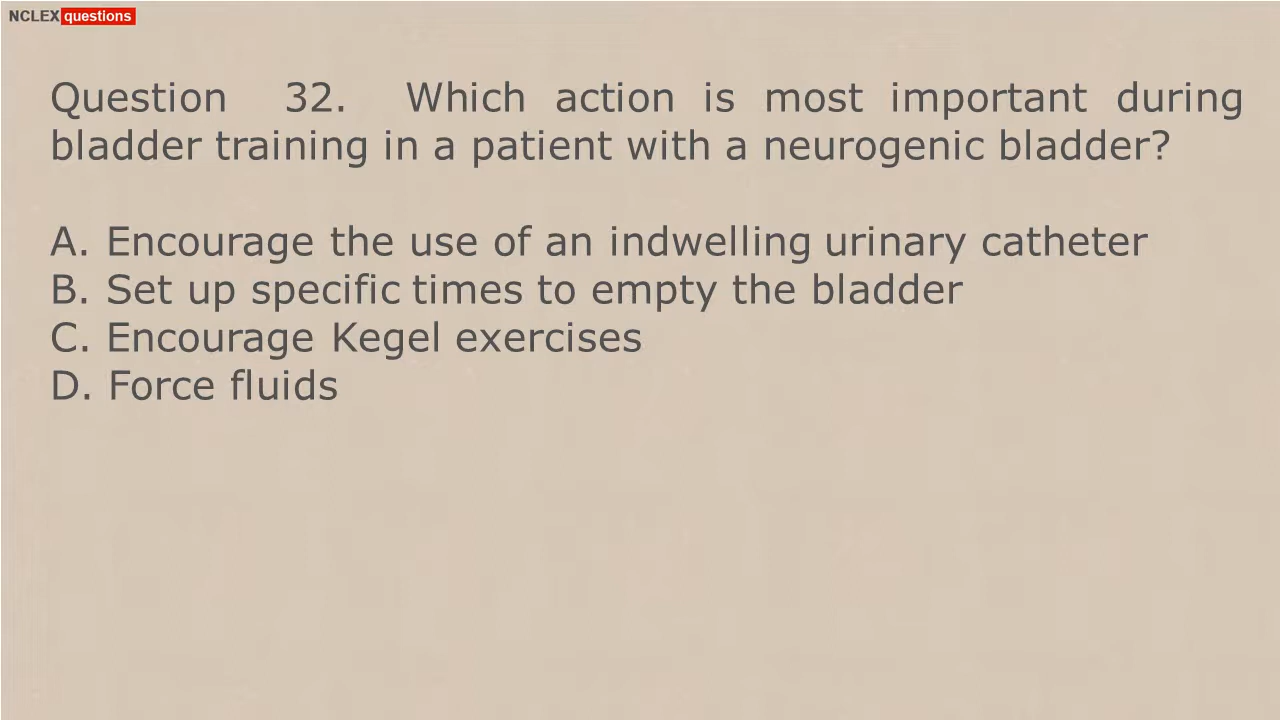 NCLEX questions
Question 32. Which action is most important during
bladder training in a patient with a neurogenic bladder?
A. Encourage the use of an indwelling urinary catheter
B. Set up specific times to empty the bladder
C. Encourage Kegel exercises
D. Force fluids